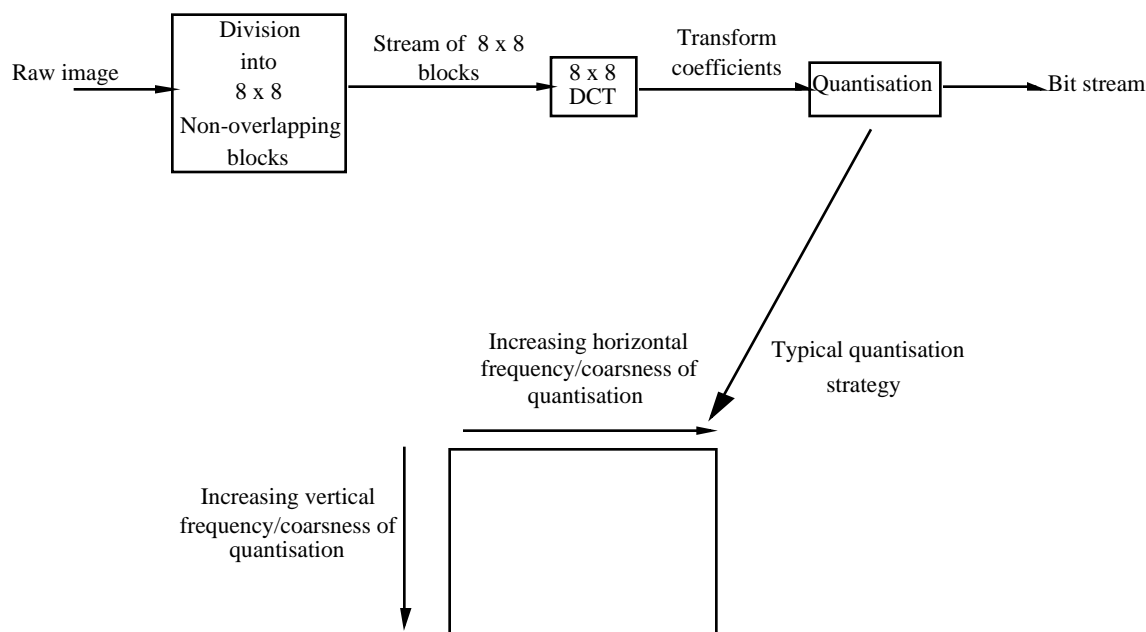 Raw image
Division
into
8 x 8
Non-overlapping
blocks
Stream of 8 x 8
blocks
8 x 8
DCT
Transform
coefficients
Quantisation
Bit stream
Typical quantisation
strategy
Increasing horizontal
frequency/coarsness of
quantisation
Increasing vertical
frequency/coarsness of
quantisation